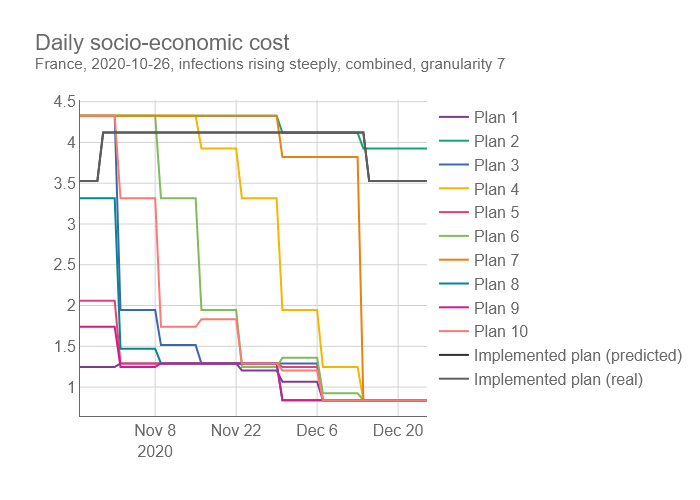 Daily socio-economic cost
France, 2020-10-26, infections rising steeply, combined, granularity 7
4.5
4
3.5
3
2.5
2
1.5
1
Nov 8
2020
Nov 22
Dec 6
Dec 20
Plan 1
Plan 2
Plan 3
Plan 4
Plan 5
Plan 6
Plan 7
Plan 8
Plan 9
Plan 10
Implemented plan (predicted)
Implemented plan (real)